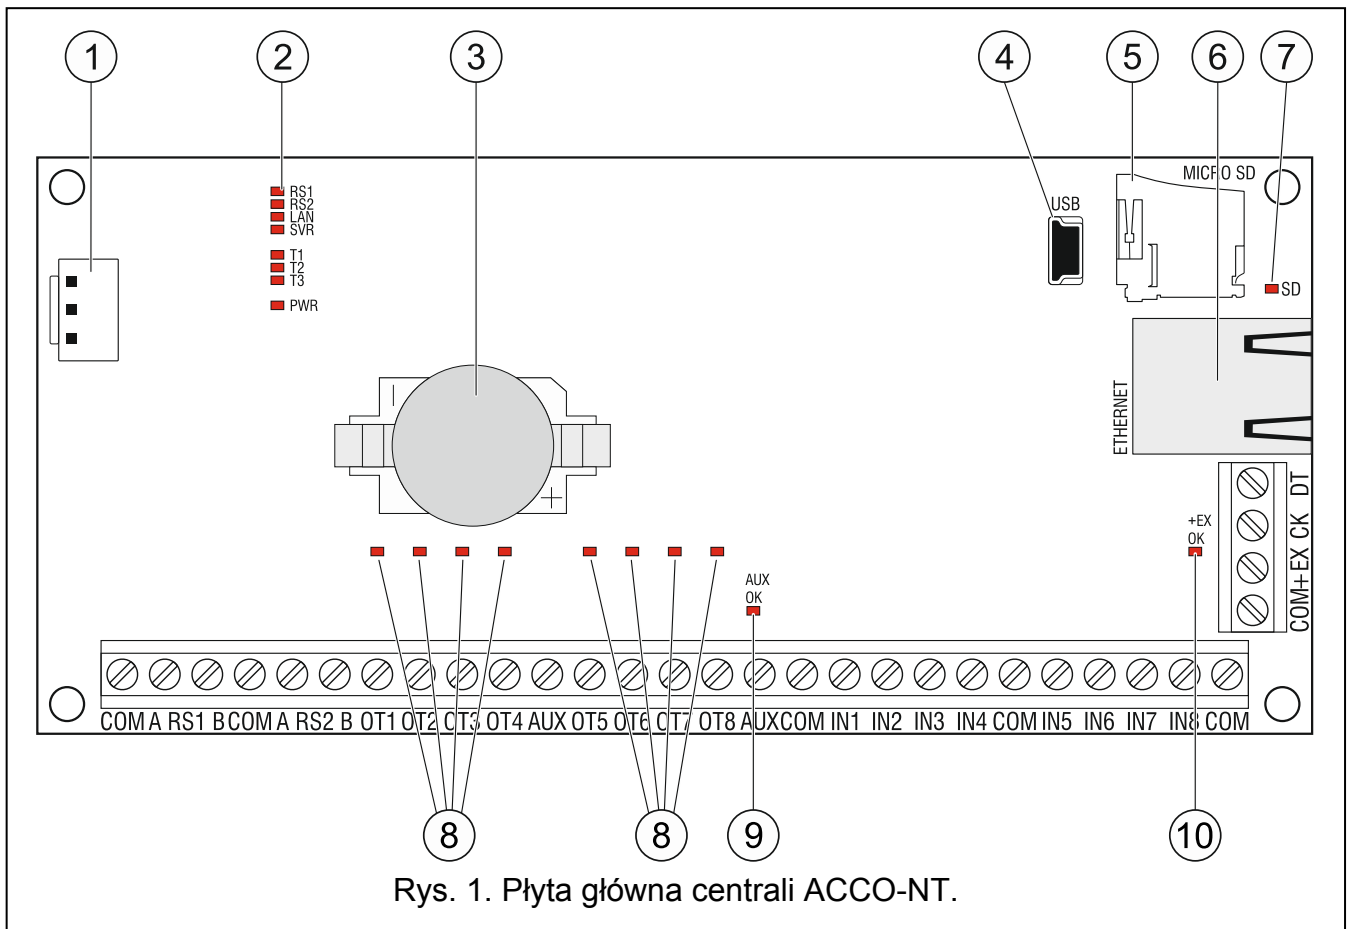 1 2 3 4 5 6 7
MICRO SD
RS1
RS2
LAN
SVR
USB
T1
T2
T3
SD
PWR
ETHERNET
COM+EX CK DT
+EX
OK
AUX
OK
COM A RS1 B COM A RS2 B OT1 OT2 OT3 OT4 AUX OT5 OT6 OT7 OT8 AUX COM IN1 IN2 IN3 IN4 COM IN5 IN6 IN7 IN8 COM
8 8 9 10
Rys. 1. Płyta główna centrali ACCO-NT.